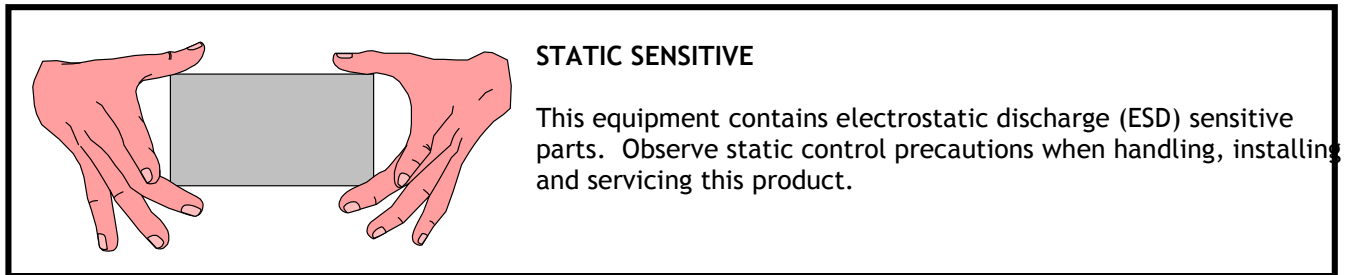 STATIC SENSITIVE
This equipment contains electrostatic discharge (ESD) sensitive
parts.  Observe static control precautions when handling, installing
and servicing this product.